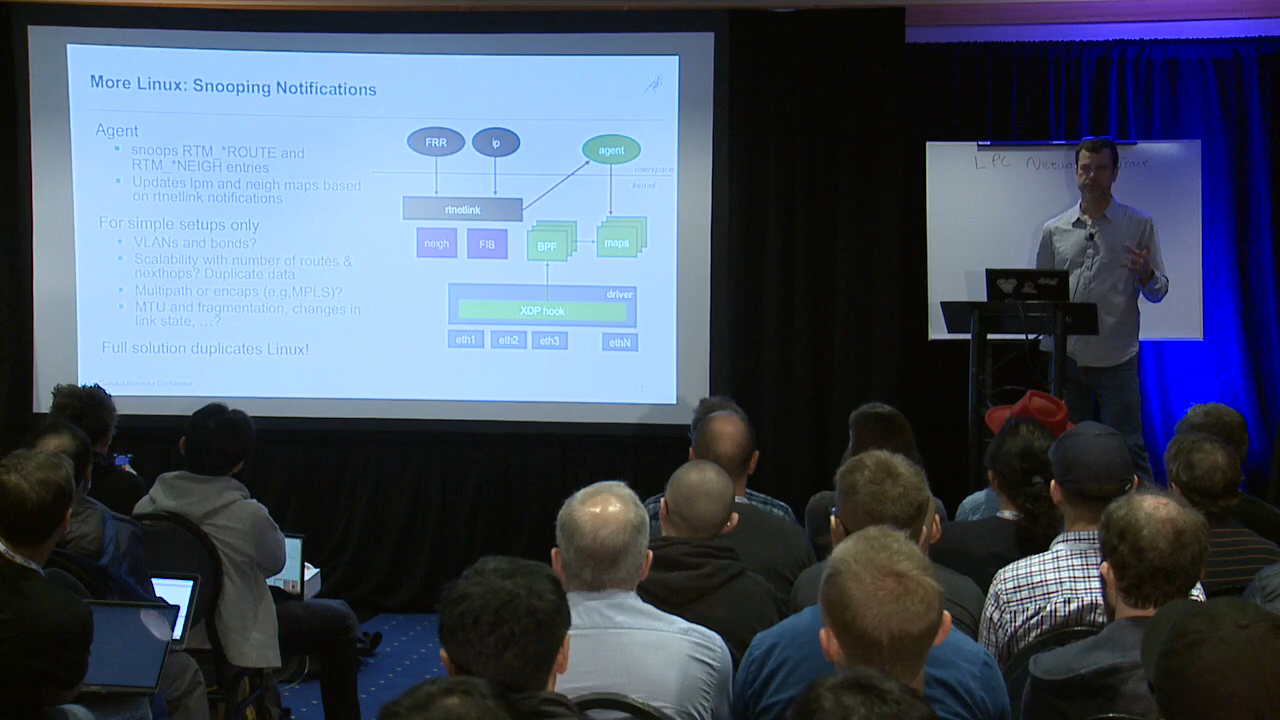 More Linux: Snooping Notifications
Agent
snoops RTM_*ROUTE and
RTM_*NEIGH entries
Updates lpm and neigh maps based
on rtnetlink notifications
For simple setups only
VLANs and bonds?
Scalability with number of routes &
nexthops? Duplicate data
Multipath or encaps (e.g,MPLS)?
MTU and fragmentation, changes in
link state, …?
Full solution duplicates Linux!
Cumulus Networks Confidential
FRR
ip
agent
userspace
kernel
rtnetlink
neigh
FIB
BPF
maps
driver
XDP hook
eth1
eth2
eth3
ethN
LPC